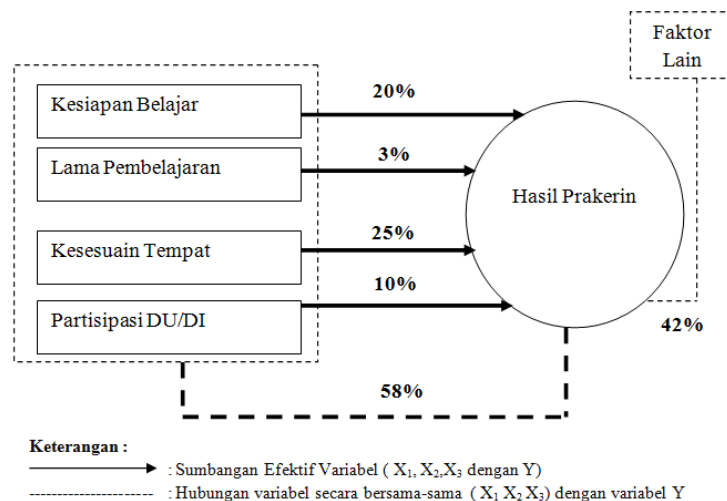 Faktor
Lain
Kesiapan Belajar
20%
Lama Pembelajaran
3%
Hasil Prakerin
Kesesuain Tempat
25%
Partisipasi DU/DI
10%
42%
58%
Keterangan :
: Sumbangan Efektif Variabel ( X₁, X₂,X₃ dengan Y)
: Hubungan variabel secara bersama-sama ( X₁ X₂ X₃) dengan variabel Y